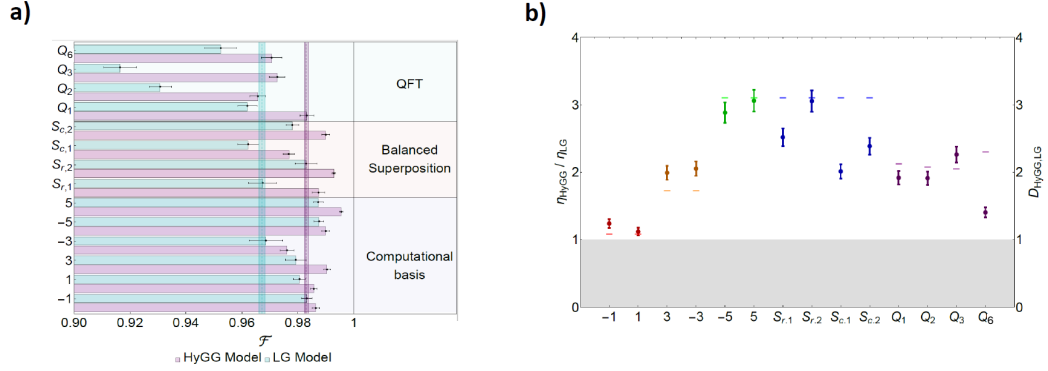 a)
Q6
Q3
Q2
Q1
QFT
Sc,2
Sc,1
Sr,2
Sr,1
Balanced
Superposition
5
-5
-3
3
1
-1
Computational
basis
0.90 0.92 0.94 0.96 0.98 1
ℱ
HyGG Model LG Model
b)
4
3
2
1
0
ηHyGG / ηLG
4
3
2
1
0
DHyGG,LG
-1 1 3 -3 -5 5 Sr.1 Sr.2 Sc.1 Sc.2 Q1 Q2 Q3 Q6